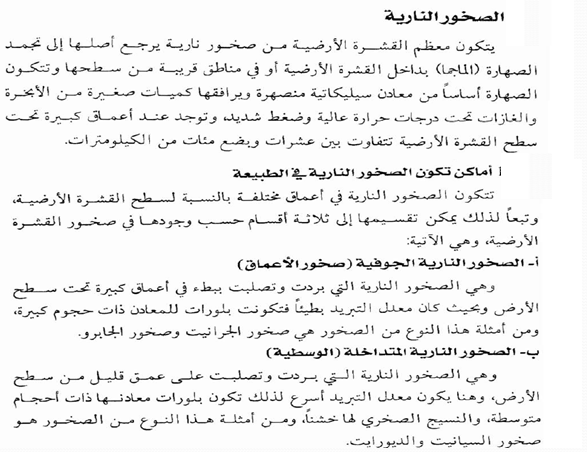 الصخور النارية
يتكون معظم القشرة الأرضية من صخور نارية يرجع أصلها إلى تجمد
الصهارة (الماجما) بداخل القشرة الأرضية أو في مناطق قريبة من سطحها وتتكون
الصهارة أساساً من معادن سيليكاتية منصهرة ويرافقها كميات صغيرة من الأبخرة
والغازات تحت درجات حرارة عالية وضغط شديد، وتوجد عند أعماق كبيرة تحت
سطح القشرة الأرضية تتفاوت بين عشرات وبضع مئات من الكيلومترات.
أ أماكن تكون الصخور النارية في الطبيعة
تتكون الصخور النارية في أعماق مختلفة بالنسبة لسطح القشرة الأرضية،
وتبعاً لذلك يمكن تقسيمها إلى ثلاثة أقسام حسب وجودها في صخور القشرة
الأرضية، وهي الآتية:
أ- الصخور النارية الجوفية (صخور الأعماق)
وهي الصخور النارية التي بردت وتصلبت ببطء في أعماق كبيرة تحت سطح
الأرض وبحيث كان معدل التبريد بطيئاً فتكونت بلورات للمعادن ذات حجوم كبيرة،
ومن أمثلة هذا النوع من الصخور هي صخور الجرانيت وصخور الجابرو.
ب- الصخور النارية المتداخلة (الوسطية)
وهي الصخور النارية التي بردت وتصلبت على عمق قليل من سطح
الأرض، وهنا يكون معدل التبريد أسرع لذلك تكون بلورات معادنها ذات أحجام
متوسطة، والنسيج الصخري لها خشناً، ومن أمثلة هذا النوع من الصخور هو
صخور السيانيت والديورايت.